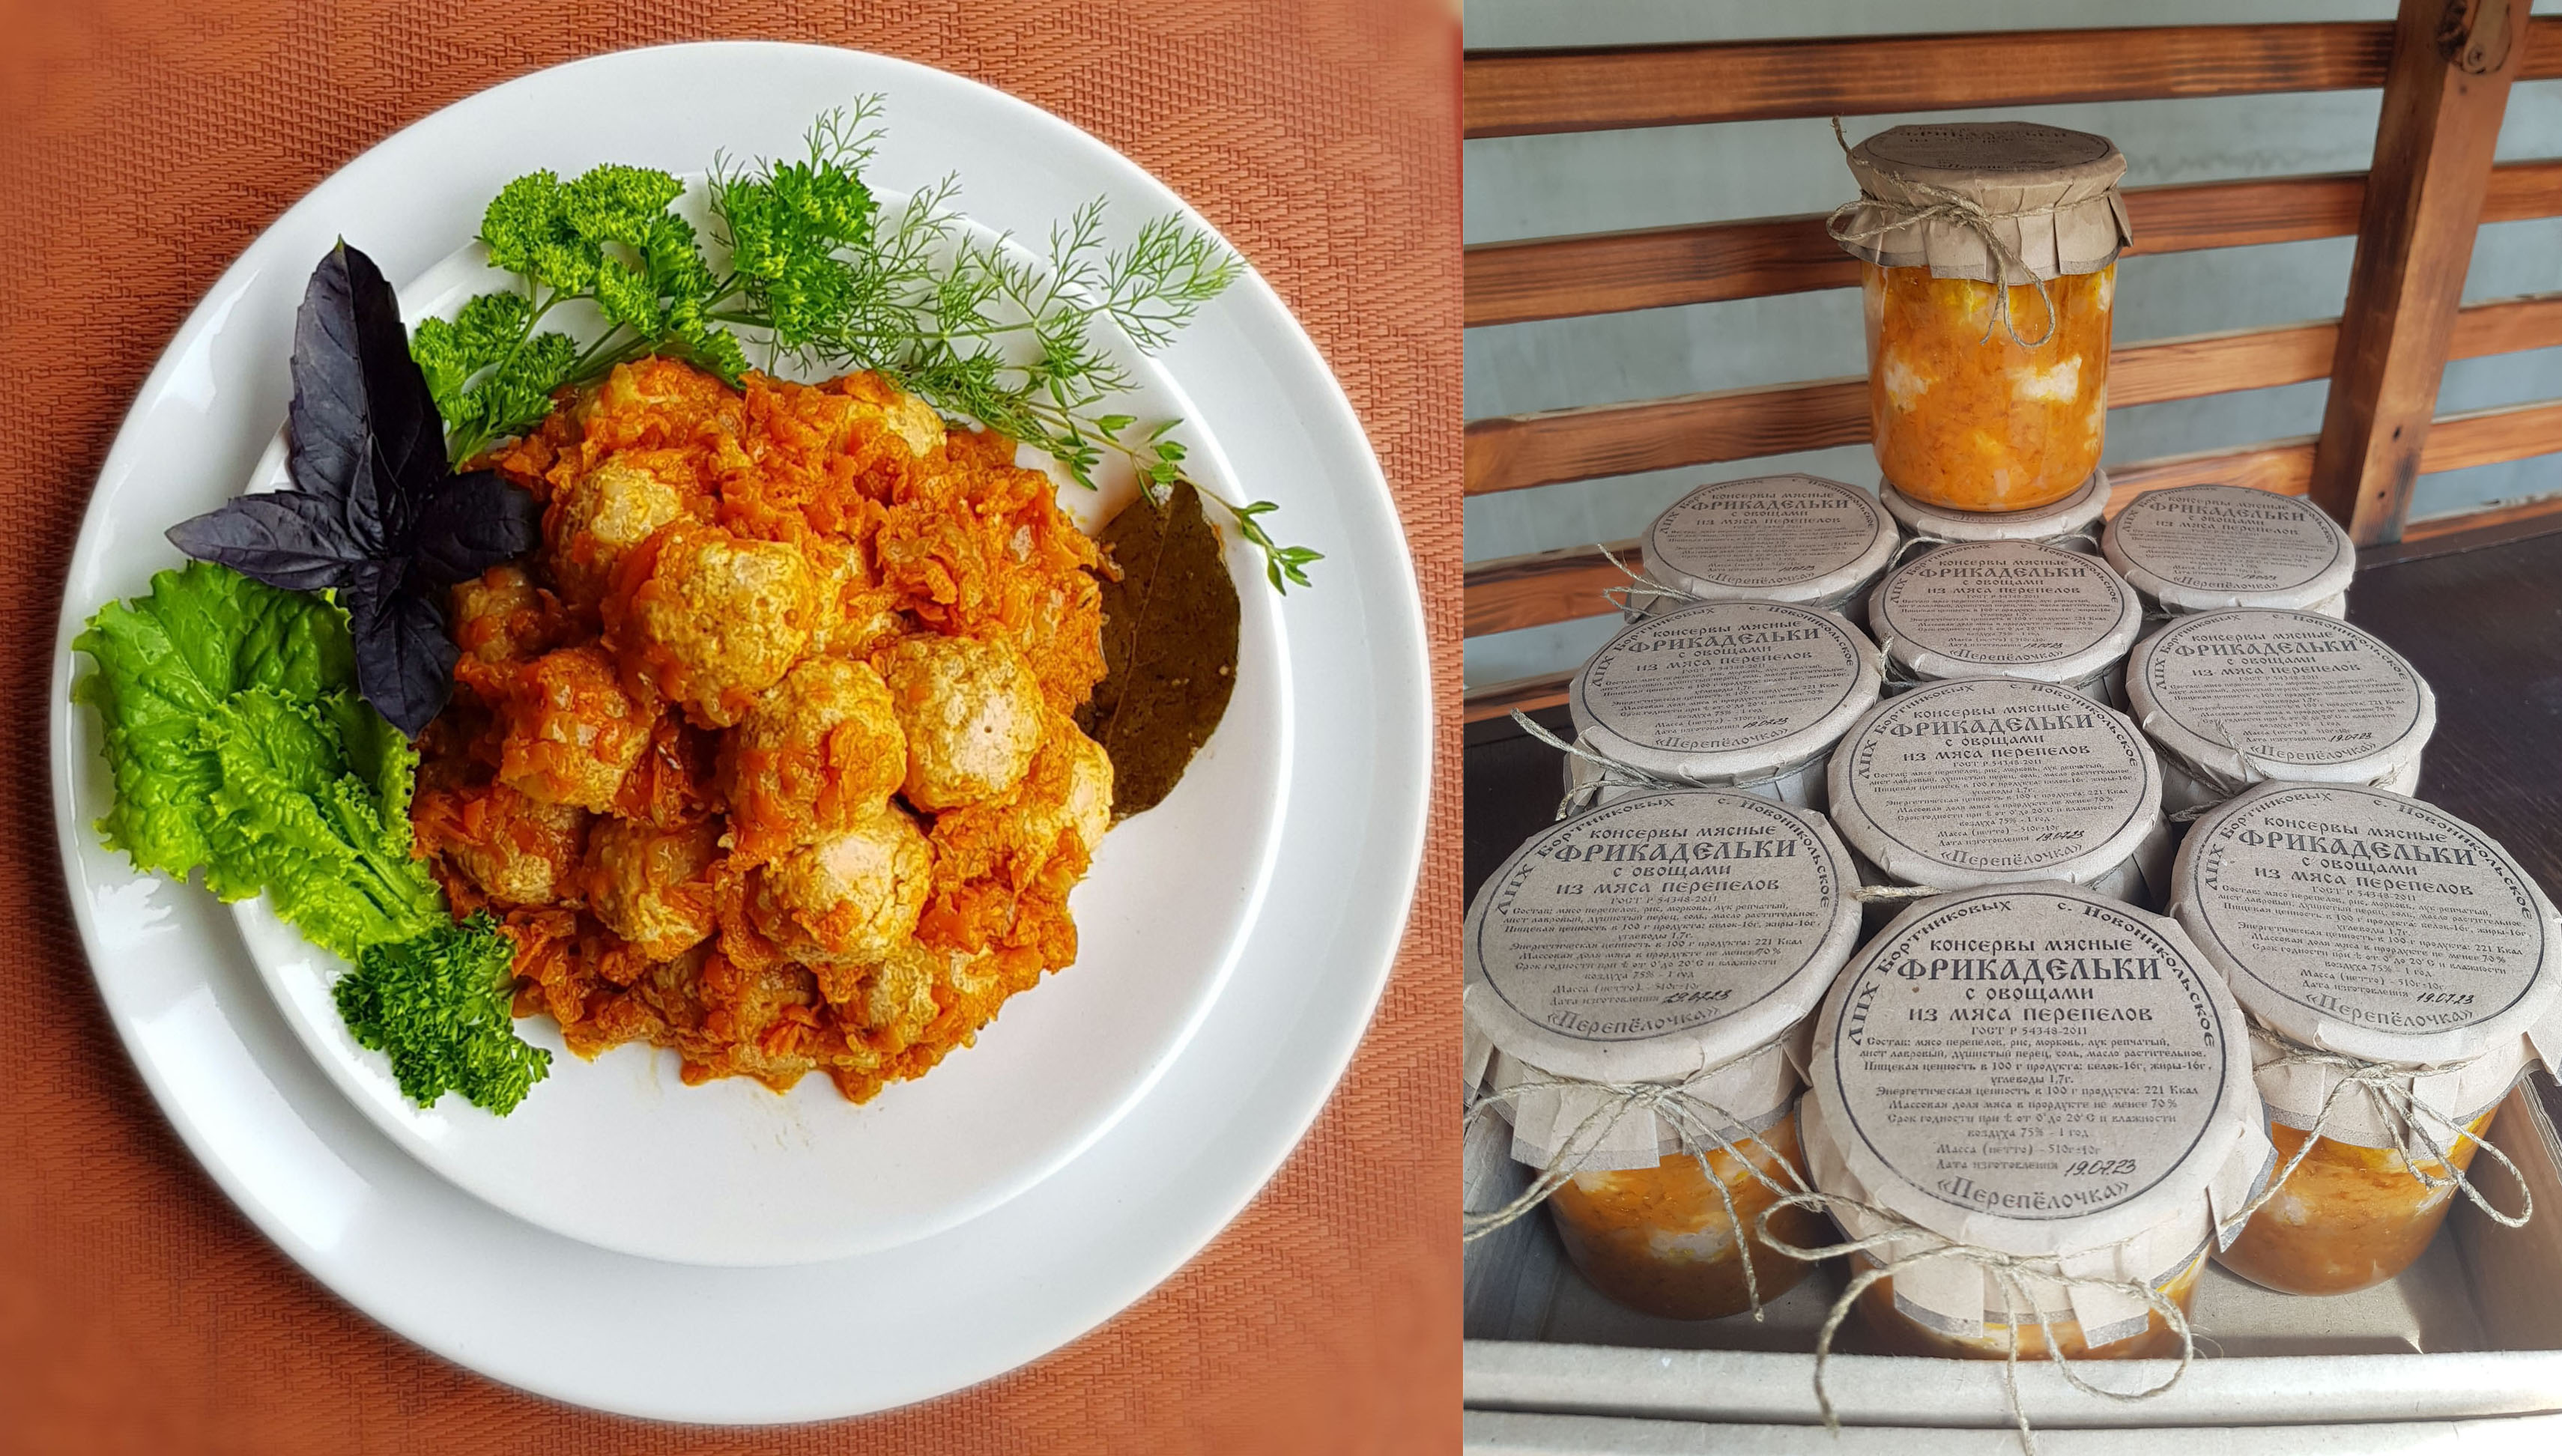 ЛПХ Бортниковых с. Новоникольское
КОНСЕРВЫ МЯСНЫЕ
ФРИКАДЕЛЬКИ
С ОВОЩАМИ
ИЗ МЯСА ПЕРЕПЕЛОВ
ГОСТ Р 54348-2011
Состав: мясо перепелов, рис, морковь, лук репчатый,
лист лавровый, душистый перец, соль, масло растительное.
Пищевая ценность в 100 г продукта: белок-16г, жиры-16г,
углеводы 1,7г.
Энергетическая ценность в 100 г продукта: 221 Ккал
Массовая доля мяса в прордукте не менее 70%
Срок годности при t от 0° до 20°С и влажности
воздуха 75% - 1 год
Масса (нетто) - 510г±10г
Дата изготовления 19.07.23
«Перепёлочка»